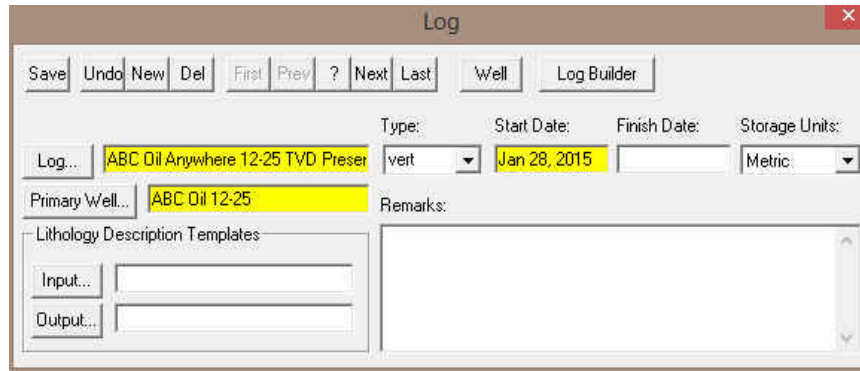 Log
Save Undo New Del First Prev ? Next Last Well Log Builder
Type: Start Date: Finish Date: Storage Units:
Log... ABC Oil Anywhere 12-25 TVD Preser vert Jan 28, 2015 Metric
Primary Well... ABC Oil 12-25 Remarks:
Lithology Description Templates
Input...
Output...